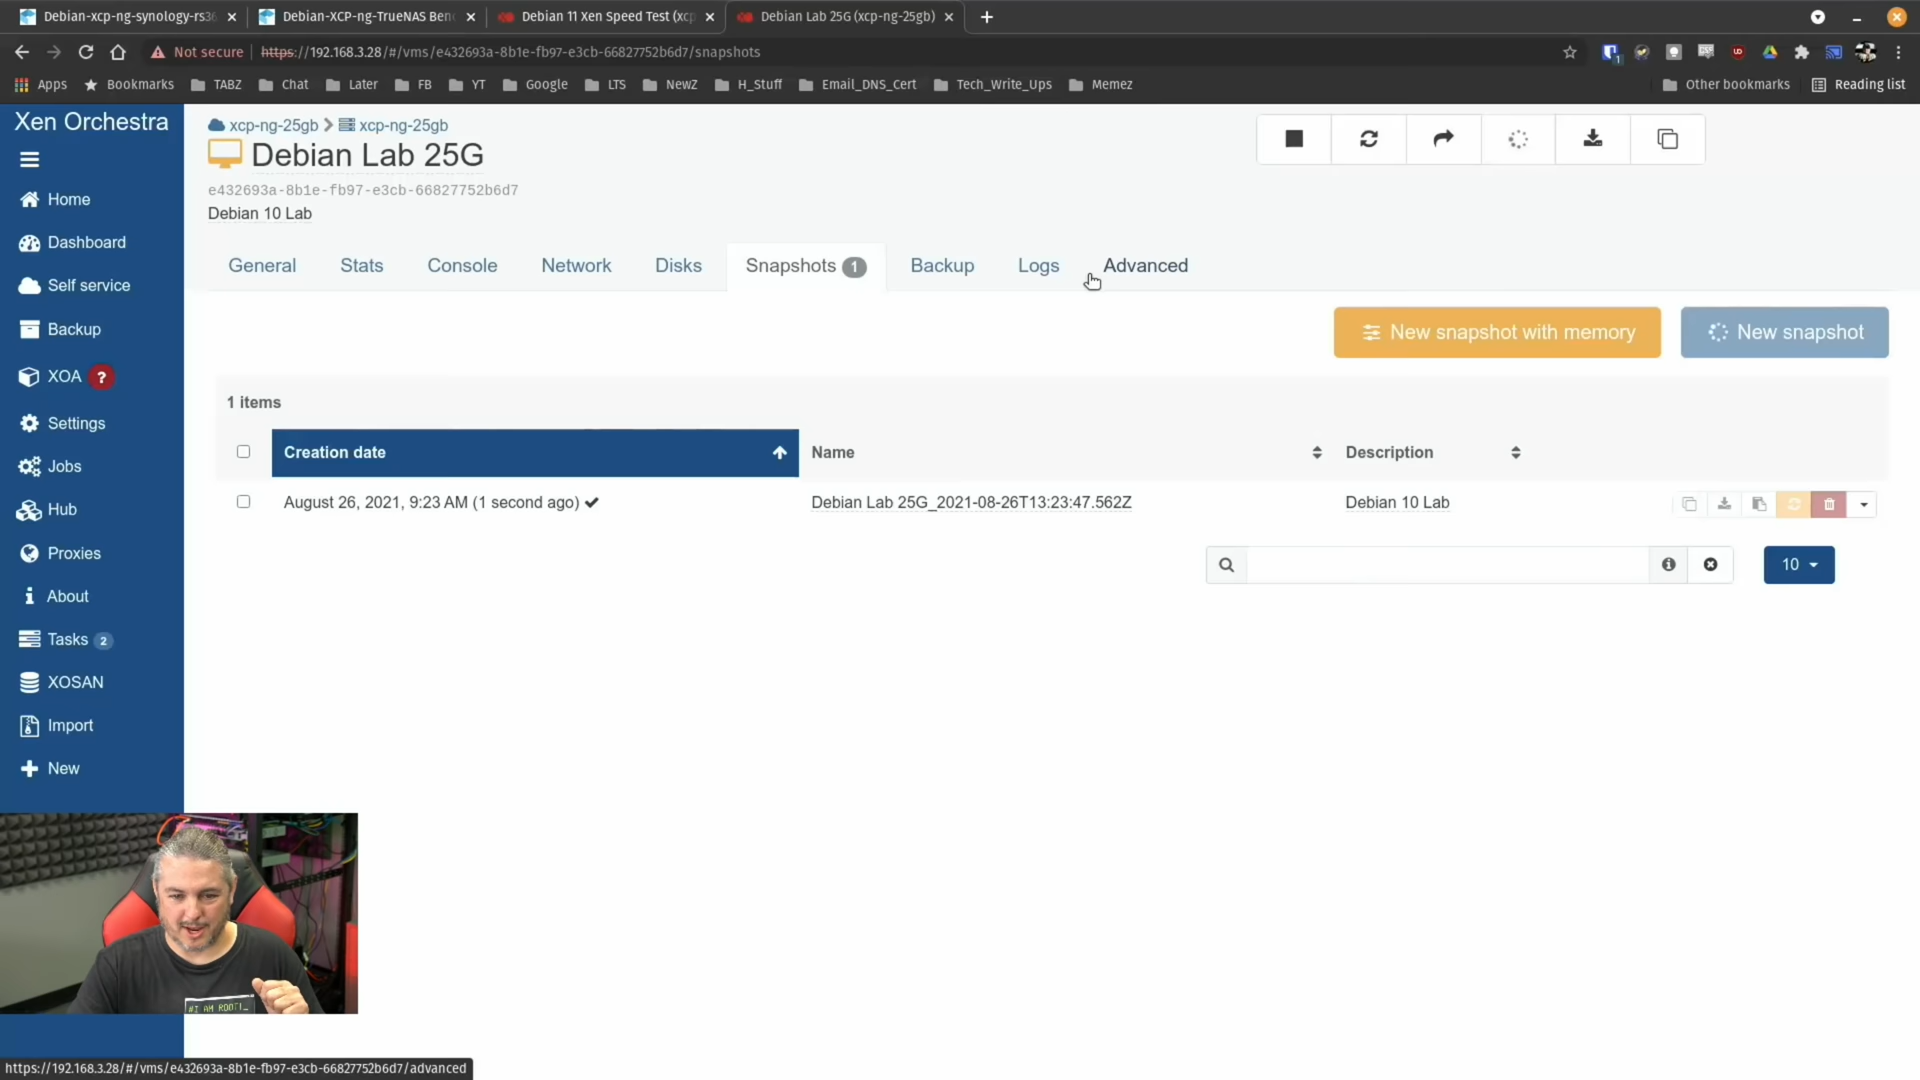 Debian-xcp-ng-synology-rs36
Debian-XCP-ng-TrueNAS Ben
Debian 11 Xen Speed Test (xcp
Debian Lab 25G (xcp-ng-25gb)
Not secure
https://192.168.3.28/#/vms/e432693a-8b1e-fb97-e3cb-66827752b6d7/snapshots
Apps
Bookmarks
TABZ
Chat
Later
FB
YT
Google
LTS
NewZ
H_Stuff
Email_DNS_Cert
Tech_Write_Ups
Memez
Other bookmarks
Reading list
Xen Orchestra
Home
Dashboard
Self service
Backup
XOA ?
Settings
Jobs
Hub
Proxies
About
Tasks 2
XOSAN
Import
New
xcp-ng-25gb
xcp-ng-25gb
Debian Lab 25G
e432693a-8b1e-fb97-e3cb-66827752b6d7
Debian 10 Lab
General
Stats
Console
Network
Disks
Snapshots 1
Backup
Logs
Advanced
New snapshot with memory
New snapshot
1 items
Creation date
Name
Description
August 26, 2021, 9:23 AM (1 second ago)
Debian Lab 25G_2021-08-26T13:23:47.562Z
Debian 10 Lab
10
#I AM ROOT!_
https://192.168.3.28/#/vms/e432693a-8b1e-fb97-e3cb-66827752b6d7/advanced